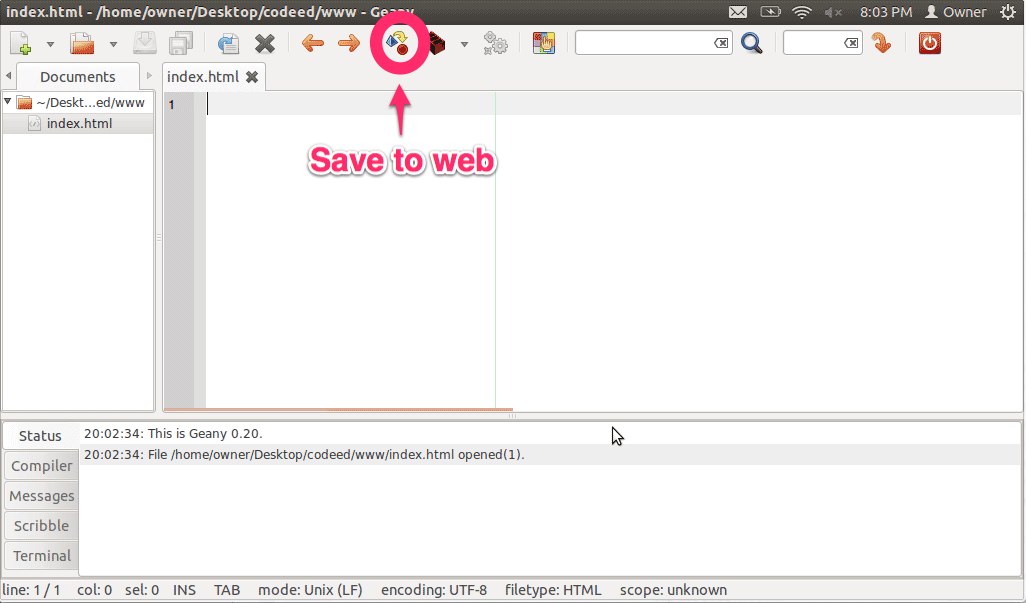 index.html - /home/owner/Desktop/codeed/www - Geany
8:03 PM Owner
Documents
index.html
~/Deskt...ed/www
1
index.html
Save to web
Status
20:02:34: This is Geany 0.20.
20:02:34: File /home/owner/Desktop/codeed/www/index.html opened(1).
Compiler
Messages
Scribble
Terminal
line: 1 / 1 col: 0 sel: 0 INS TAB mode: Unix (LF) encoding: UTF-8 filetype: HTML scope: unknown